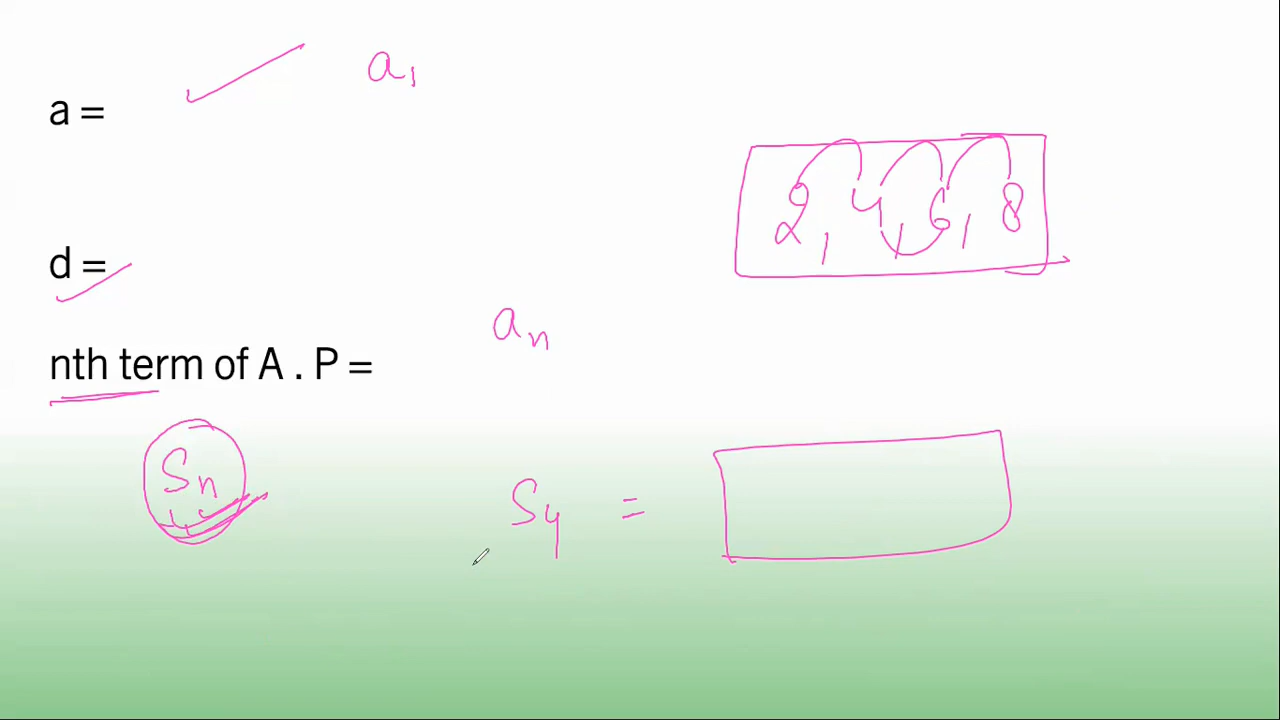 a₁
a =
2, 4, 6, 8
d =
aₙ
nth term of A . P =
Sₙ
S₄ =